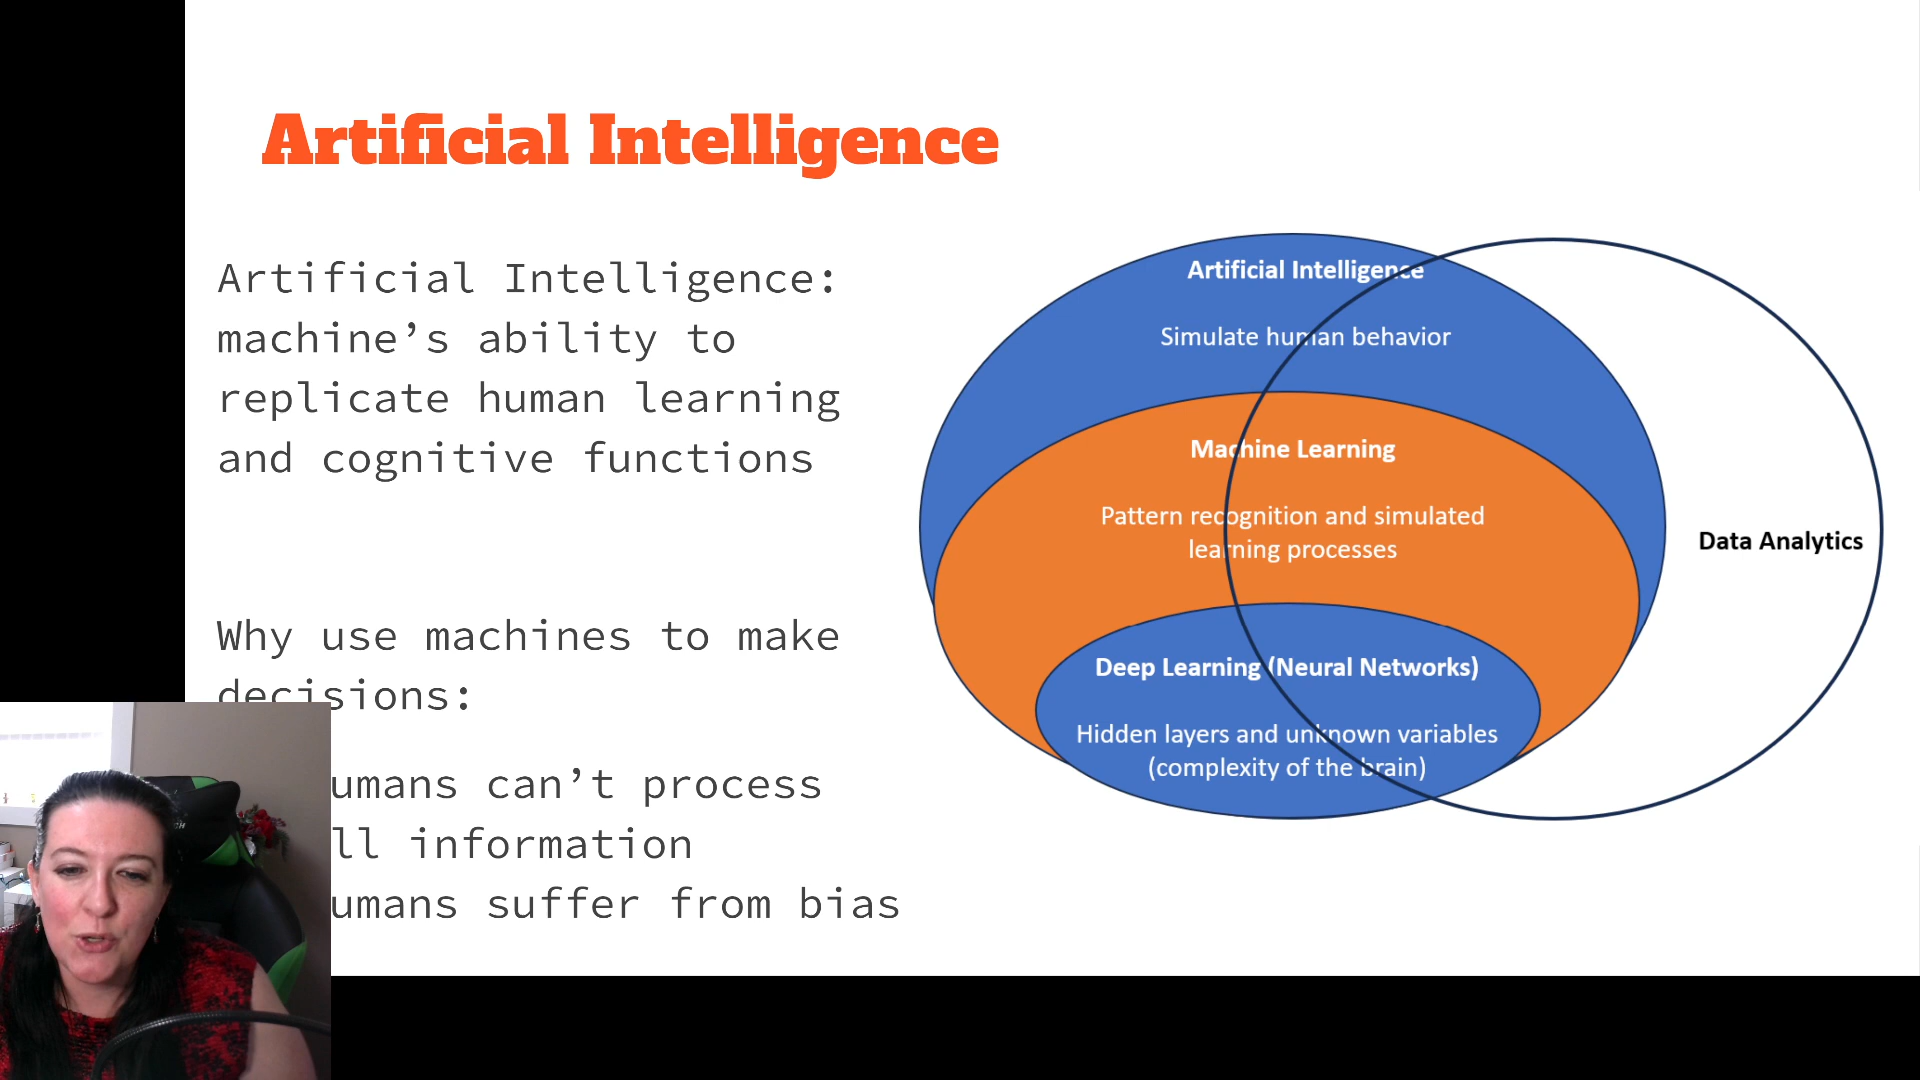 Artificial Intelligence
Artificial Intelligence:
machine’s ability to
replicate human learning
and cognitive functions
Why use machines to make
decisions:
umans can’t process
ll information
umans suffer from bias
Artificial Intelligence
Simulate human behavior
Machine Learning
Pattern recognition and simulated
learning processes
Deep Learning (Neural Networks)
Hidden layers and unknown variables
(complexity of the brain)
Data Analytics